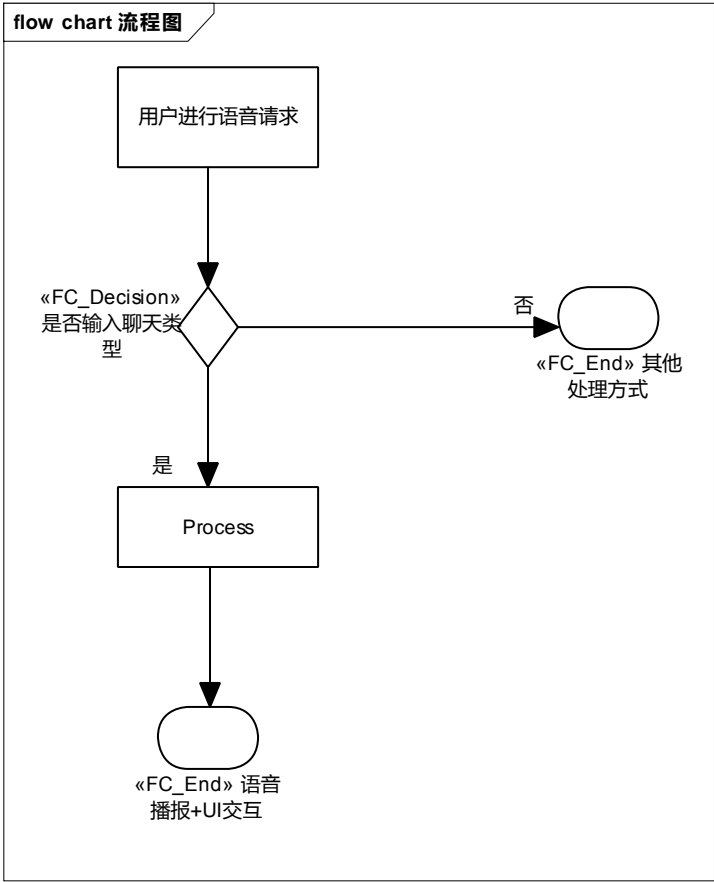 flow chart 流程图
用户进行语音请求
«FC_Decision»
是否输入聊天类
型
否
«FC_End» 其他
处理方式
是
Process
«FC_End» 语音
播报+UI交互